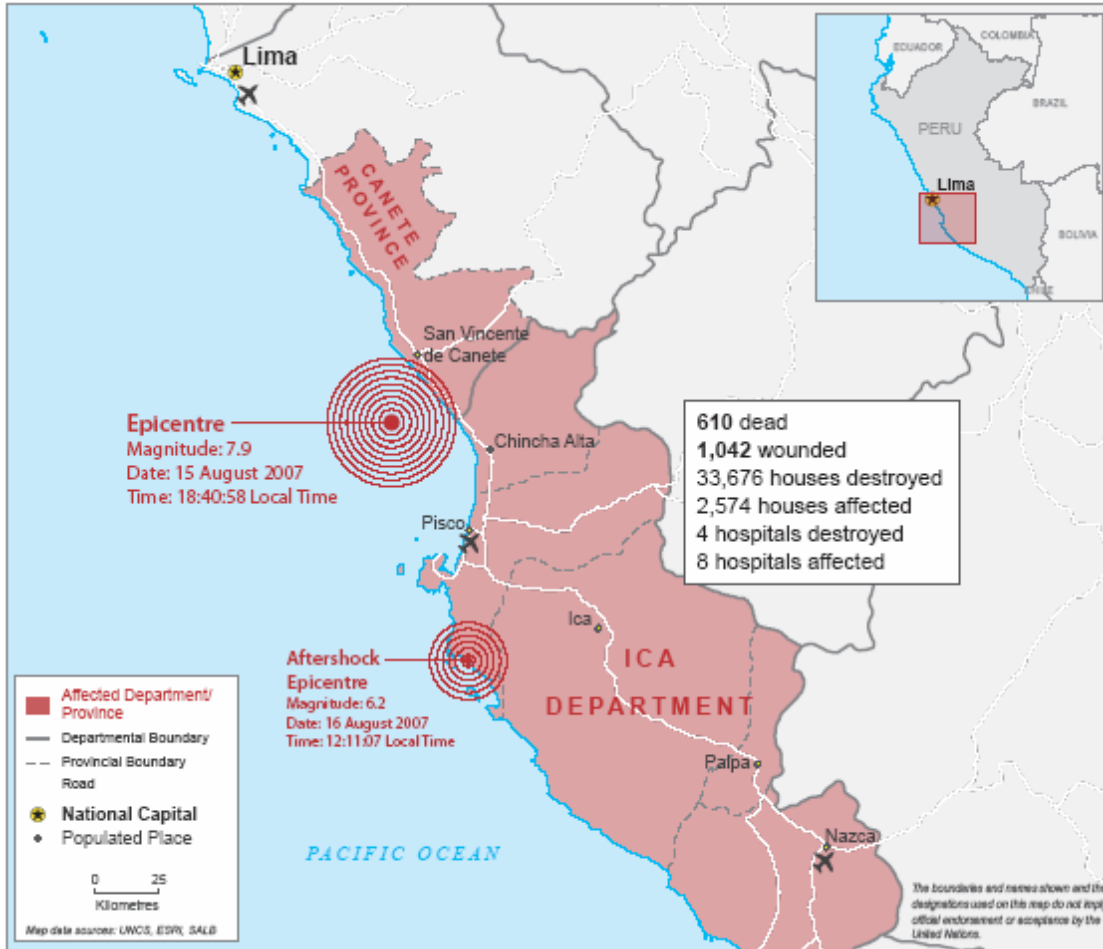 Lima
CANETE
PROVINCE
San Vincente
de Canete
Epicentre
Magnitude: 7.9
Date: 15 August 2007
Time: 18:40:58 Local Time
Chincha Alta
Pisco
Ica
ICA
DEPARTMENT
Aftershock
Epicentre
Magnitude: 6.2
Date: 16 August 2007
Time: 12:11:07 Local Time
Palpa
Nazca
PACIFIC OCEAN
610 dead
1,042 wounded
33,676 houses destroyed
2,574 houses affected
4 hospitals destroyed
8 hospitals affected
ECUADOR
COLOMBIA
BRAZIL
PERU
Lima
BOLIVIA
CHILE
Affected Department/
Province
Departmental Boundary
Provincial Boundary
Road
National Capital
Populated Place
0 25
Kilometres
Map data sources: UNCS, ESRI, SALB
The boundaries and names shown and the
designations used on this map do not imply
official endorsement or acceptance by the
United Nations.